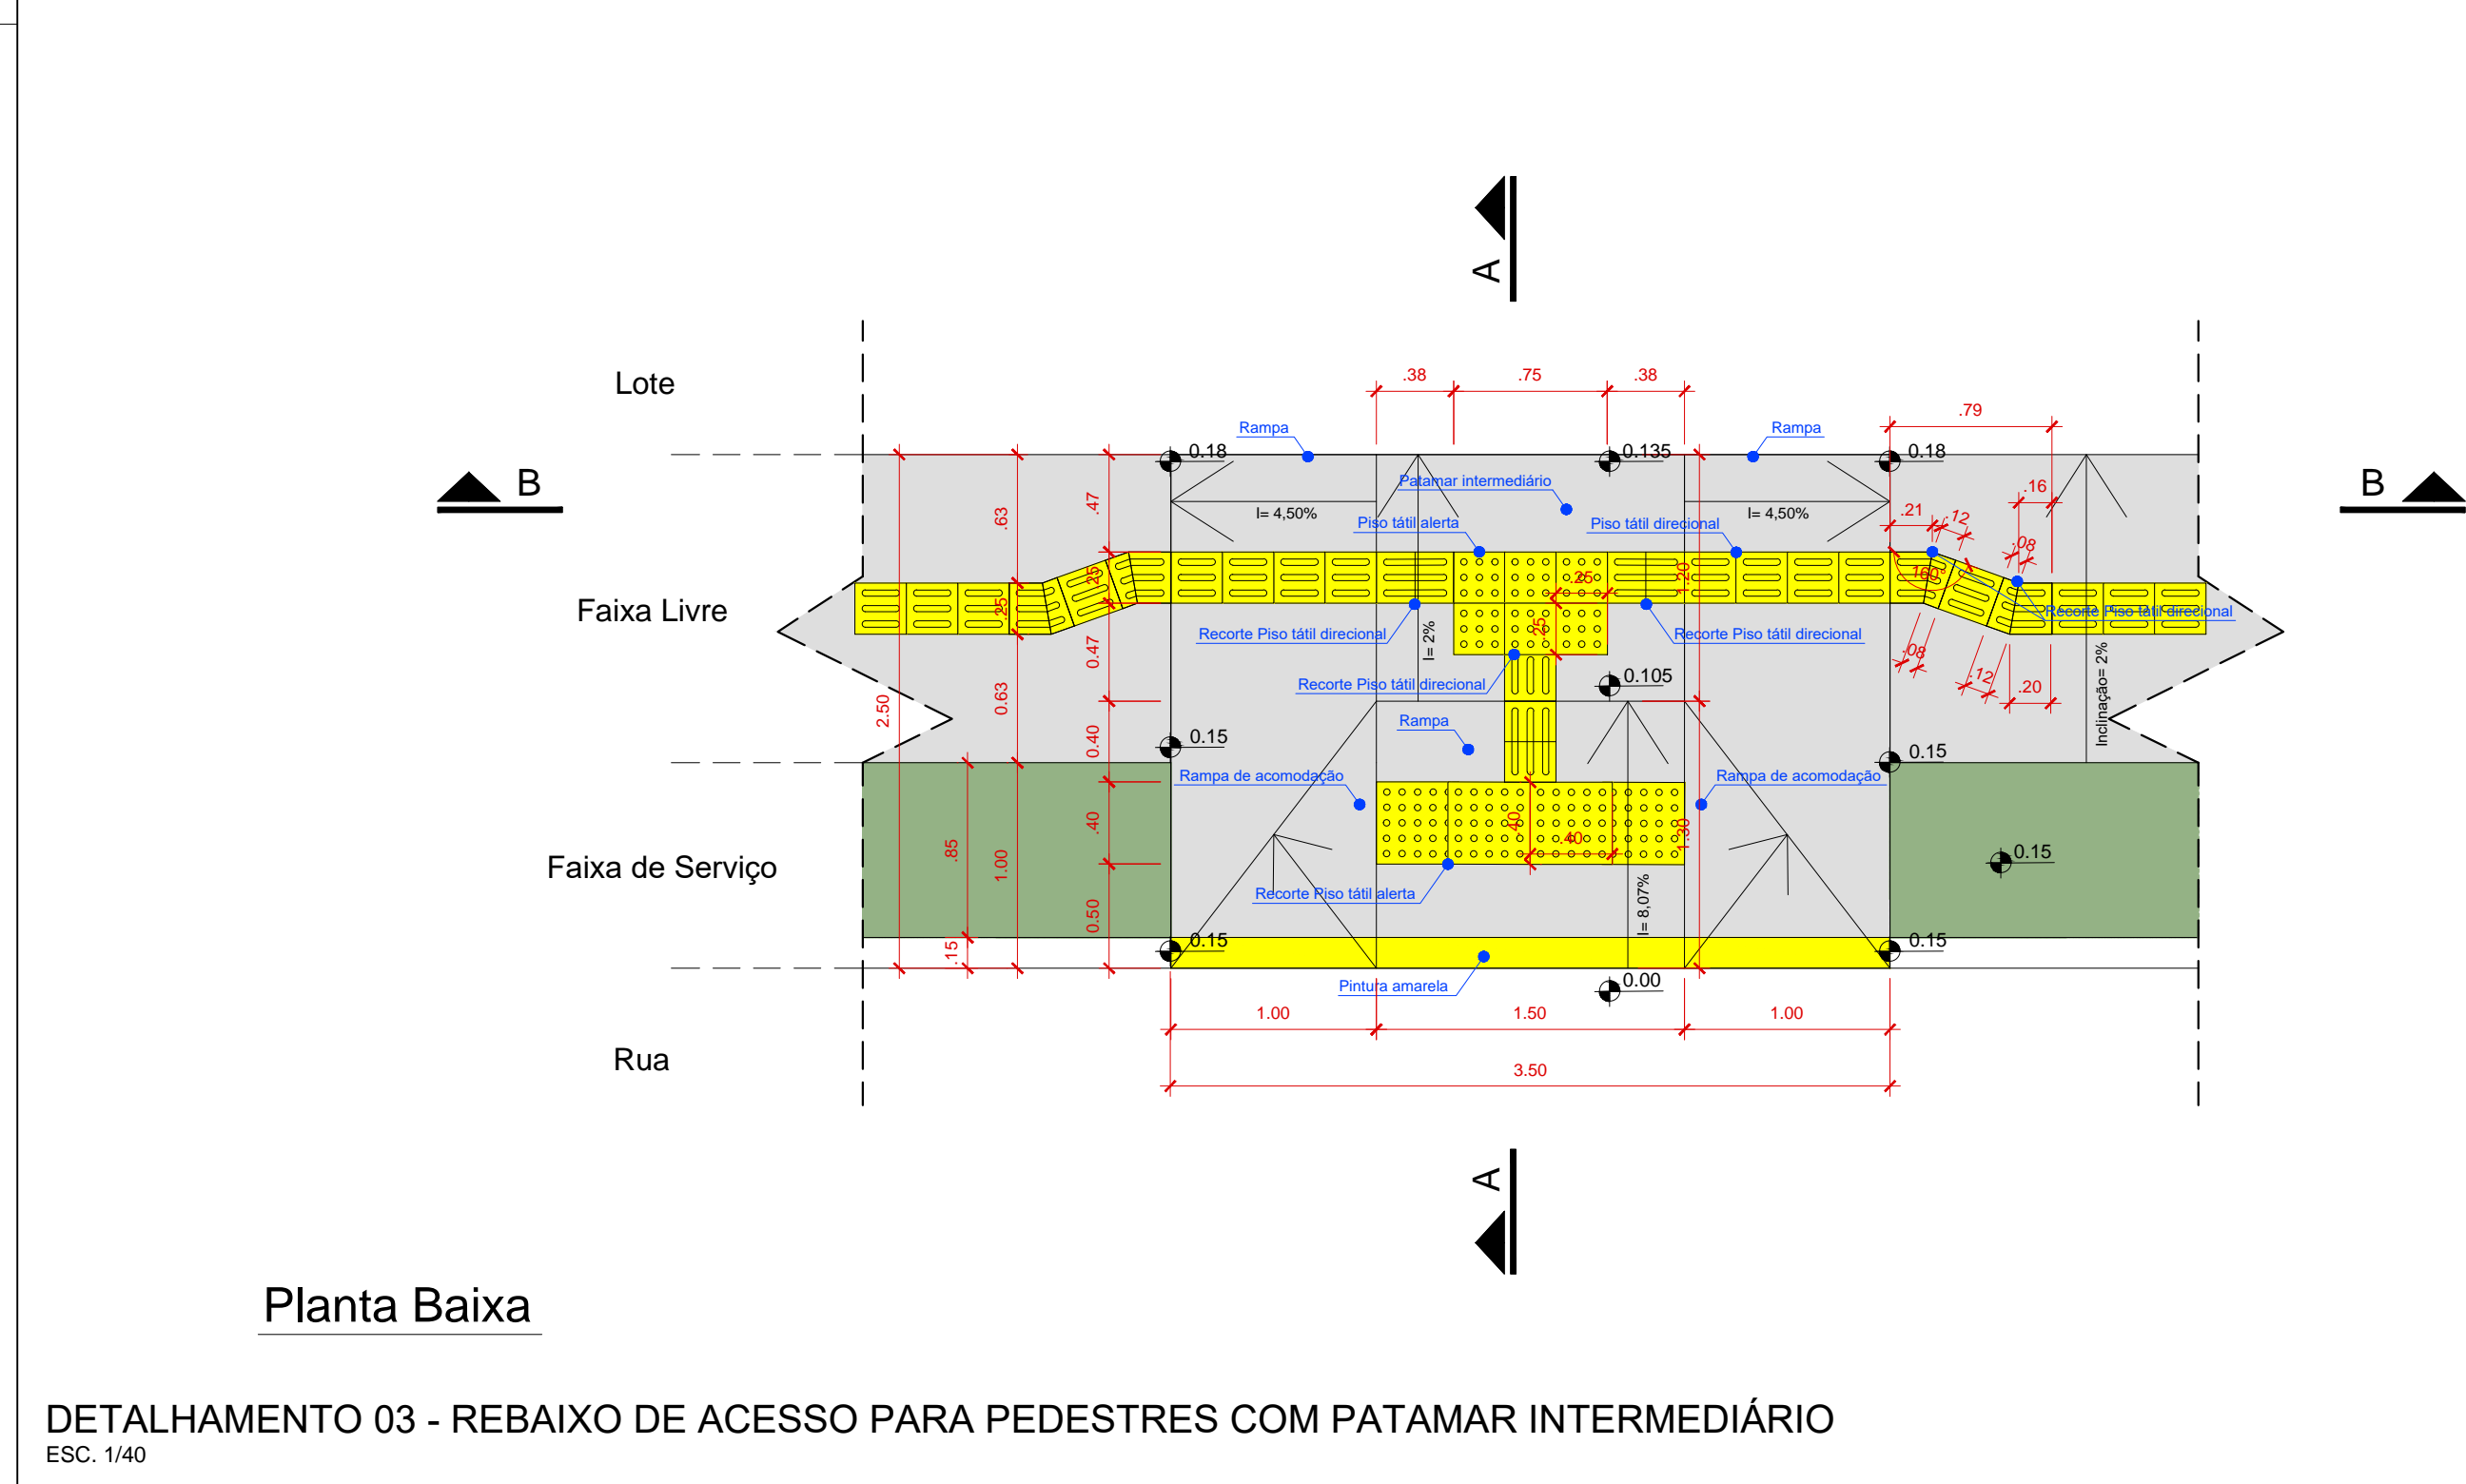 A
Lote
.38
.75
.38
.79
Rampa
Rampa
0.18
0.135
0.18
B
B
Patamar intermediário
.16
I= 4,50%
I= 4,50%
.63
.47
Piso tátil alerta
Piso tátil direcional
.21
.12
.08
.25
.25
.25
1.20
160°
Faixa Livre
Recorte Piso tátil direcional
.25
I= 2%
Recorte Piso tátil direcional
Recorte Piso tátil direcional
0.47
.08
Recorte Piso tátil direcional
0.105
.12
.20
2.50
0.63
Inclinação= 2%
Rampa
0.40
0.15
0.15
Rampa de acomodação
Rampa de acomodação
.40
.40
.40
1.30
.85
1.00
0.15
Faixa de Serviço
Recorte Piso tátil alerta
I= 8,07%
0.50
.15
0.15
0.15
Pintura amarela
0.00
1.00
1.50
1.00
Rua
3.50
A
Planta Baixa
DETALHAMENTO 03 - REBAIXO DE ACESSO PARA PEDESTRES COM PATAMAR INTERMEDIÁRIO
ESC. 1/40